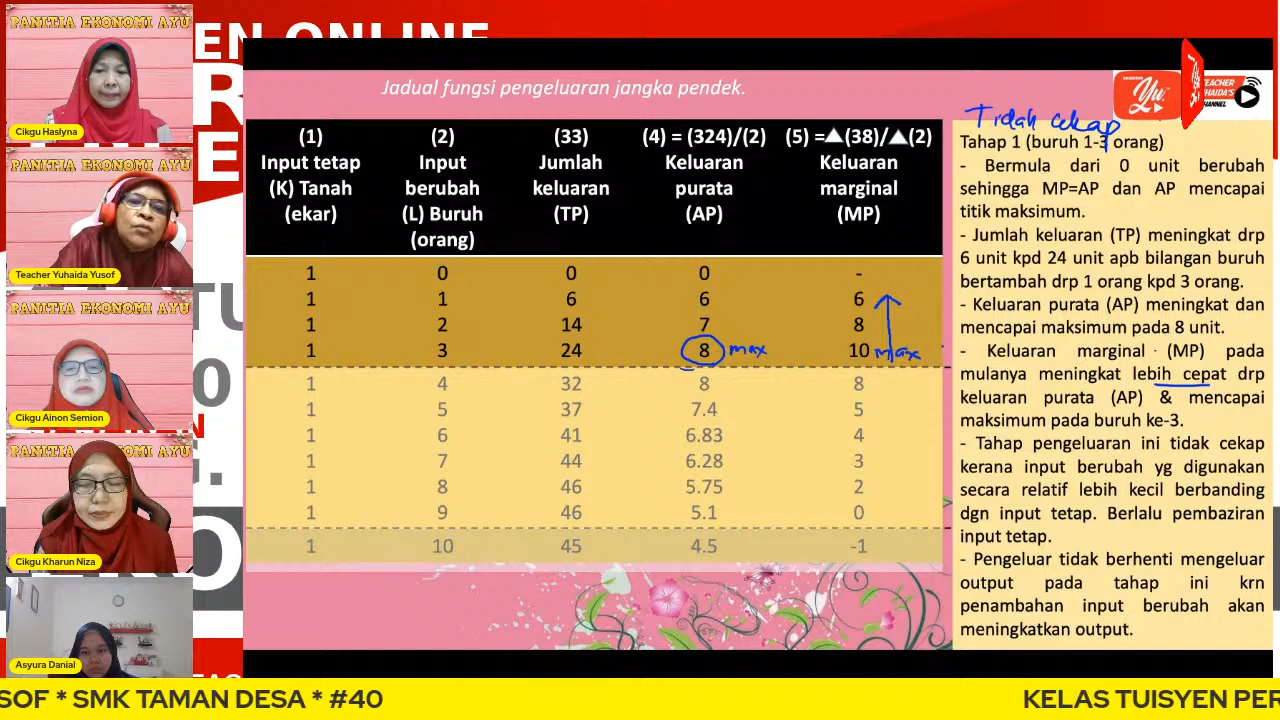 PANITIA EKONOMI AYU
Cikgu Haslyna
PANITIA EKONOMI AYU
Teacher Yuhaida Yusof
PANITIA EKONOMI AYU
Cikgu Ainon Semion
PANITIA EKONOMI AYU
Cikgu Kharun Niza
Asyura Danial
EN ONLINE
Jadual fungsi pengeluaran jangka pendek.
(1) (2) (33) (4) = (324)/(2) (5) =▲(38)/▲(2)
Input tetap Input Jumlah Keluaran Keluaran
(K) Tanah berubah keluaran purata marginal
(ekar) (L) Buruh (TP) (AP) (MP)
(orang)
1 0 0 0 -
1 1 6 6 6
1 2 14 7 8
1 3 24 8 max 10 max
1 4 32 8 8
1 5 37 7.4 5
1 6 41 6.83 4
1 7 44 6.28 3
1 8 46 5.75 2
1 9 46 5.1 0
1 10 45 4.5 -1
Yu
TEACHER
CHANNEL
Tidak cekap
Tahap 1 (buruh 1-3 orang)
- Bermula dari 0 unit berubah
sehingga MP=AP dan AP mencapai
titik maksimum.
- Jumlah keluaran (TP) meningkat drp
6 unit kpd 24 unit apb bilangan buruh
bertambah drp 1 orang kpd 3 orang.
- Keluaran purata (AP) meningkat dan
mencapai maksimum pada 8 unit.
- Keluaran marginal (MP) pada
mulanya meningkat lebih cepat drp
keluaran purata (AP) & mencapai
maksimum pada buruh ke-3.
- Tahap pengeluaran ini tidak cekap
kerana input berubah yg digunakan
secara relatif lebih kecil berbanding
dgn input tetap. Berlalu pembaziran
input tetap.
- Pengeluar tidak berhenti mengeluar
output pada tahap ini krn
penambahan input berubah akan
meningkatkan output.
SOF * SMK TAMAN DESA * #40
KELAS TUISYEN PER